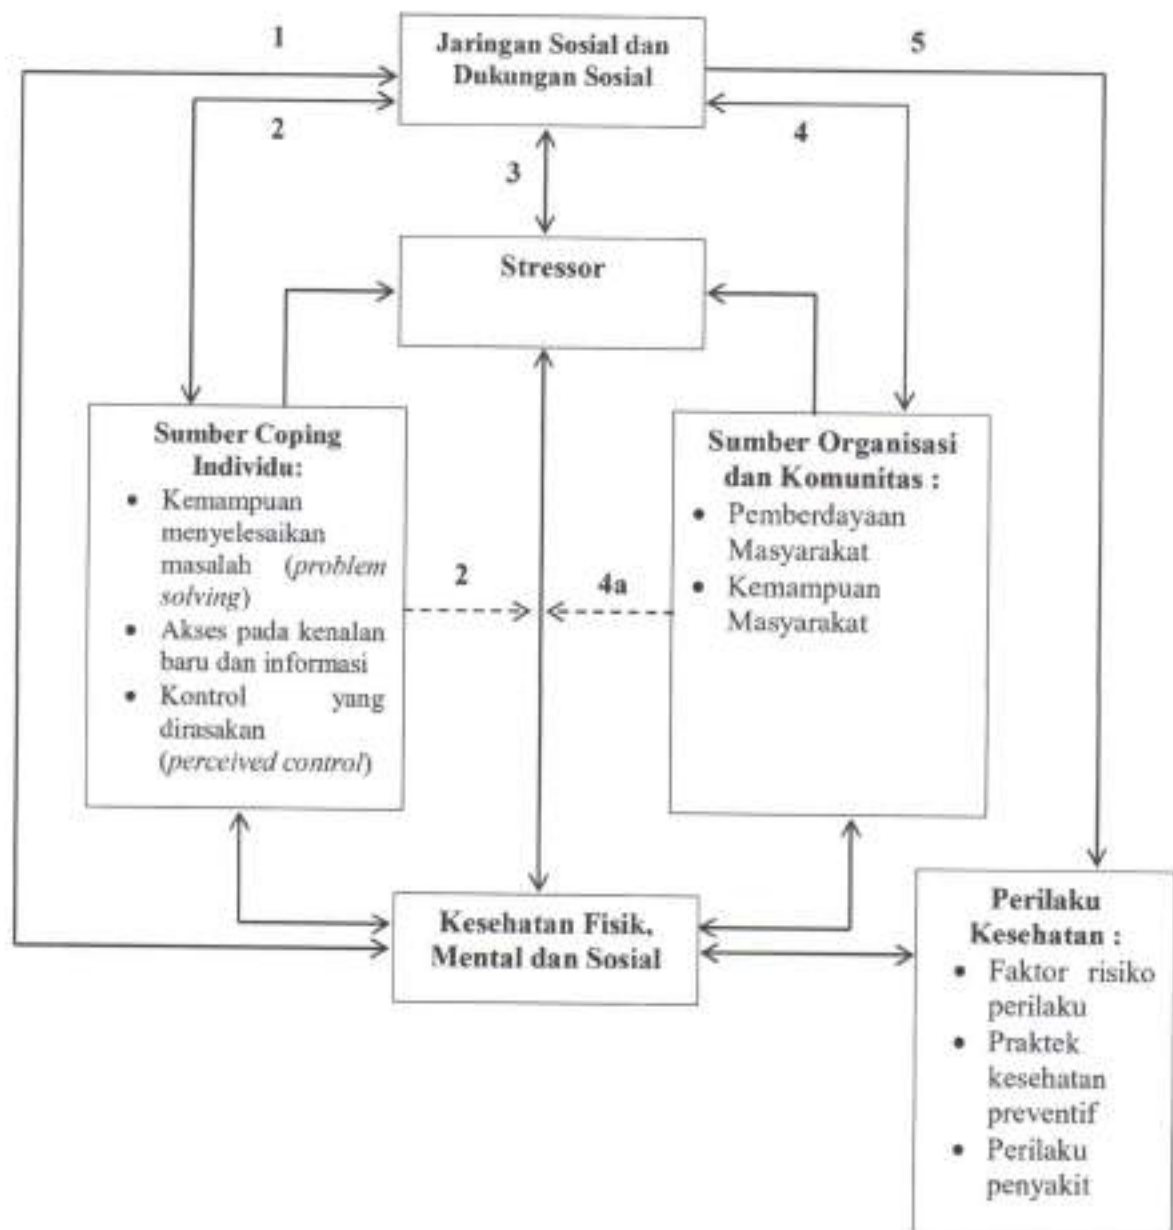 1
Jaringan Sosial dan
Dukungan Sosial
5
2
4
3
Stressor
Sumber Coping
Individu:
• Kemampuan
menyelesaikan
masalah (problem
solving)
• Akses pada kenalan
baru dan informasi
• Kontrol yang
dirasakan
(perceived control)
2
4a
Sumber Organisasi
dan Komunitas :
• Pemberdayaan
Masyarakat
• Kemampuan
Masyarakat
Kesehatan Fisik,
Mental dan Sosial
Perilaku
Kesehatan :
• Faktor risiko
perilaku
• Praktek
kesehatan
preventif
• Perilaku
penyakit